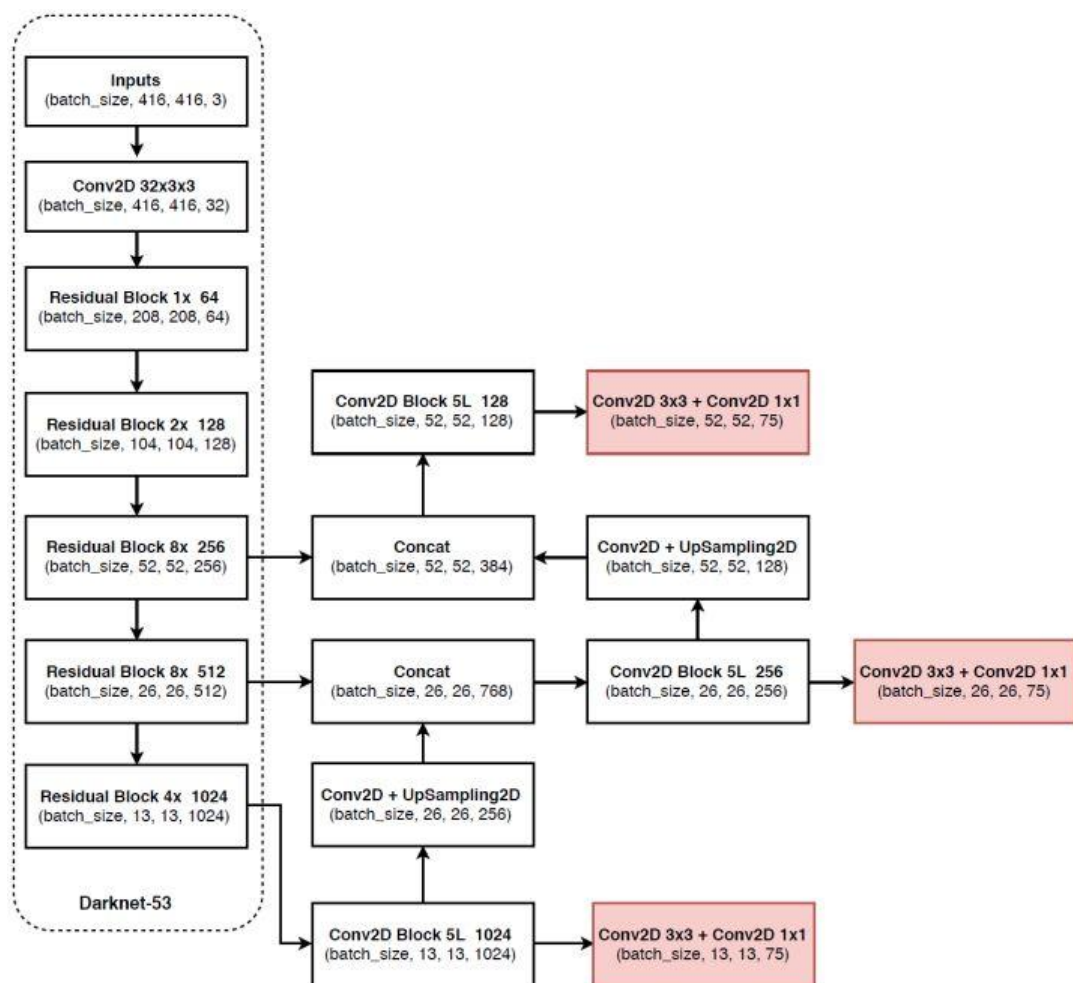 Inputs
(batch_size, 416, 416, 3)
Conv2D 32x3x3
(batch_size, 416, 416, 32)
Residual Block 1x 64
(batch_size, 208, 208, 64)
Residual Block 2x 128
(batch_size, 104, 104, 128)
Residual Block 8x 256
(batch_size, 52, 52, 256)
Residual Block 8x 512
(batch_size, 26, 26, 512)
Residual Block 4x 1024
(batch_size, 13, 13, 1024)
Darknet-53
Conv2D Block 5L 128
(batch_size, 52, 52, 128)
Conv2D 3x3 + Conv2D 1x1
(batch_size, 52, 52, 75)
Concat
(batch_size, 52, 52, 384)
Conv2D + UpSampling2D
(batch_size, 52, 52, 128)
Concat
(batch_size, 26, 26, 768)
Conv2D Block 5L 256
(batch_size, 26, 26, 256)
Conv2D 3x3 + Conv2D 1x1
(batch_size, 26, 26, 75)
Conv2D + UpSampling2D
(batch_size, 26, 26, 256)
Conv2D Block 5L 1024
(batch_size, 13, 13, 1024)
Conv2D 3x3 + Conv2D 1x1
(batch_size, 13, 13, 75)